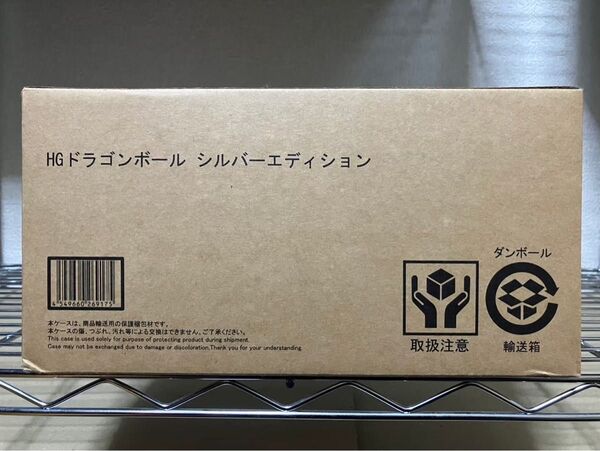 HGドラゴンボール シルバーエディション
4 549660 269175
本ケースは、商品輸送用の保護梱包材です。
本ケースの傷、つぶれ、汚れ等による交換はできません、ご了承ください。
This case is used solely for purpose of protecting product during shipment.
Case may not be exchanged due to damage or discoloration.Thank you for your understanding.
取扱注意
ダンボール
輸送箱